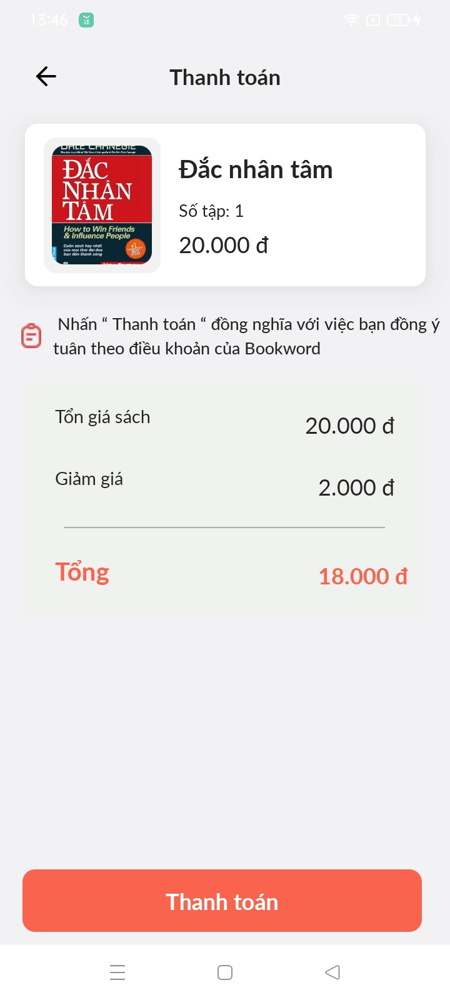 13:46
78
Thanh toán
DALE CARNEGIE
ĐẮC
NHÂN
TÂM
How to Win Friends
& Influence People
Cuốn sách hay nhất
của mọi thời đại đưa
bạn đến thành công
Đắc nhân tâm
Số tập: 1
20.000 đ
Nhấn “ Thanh toán “ đồng nghĩa với việc bạn đồng ý
tuân theo điều khoản của Bookword
Tổn giá sách
20.000 đ
Giảm giá
2.000 đ
Tổng
18.000 đ
Thanh toán